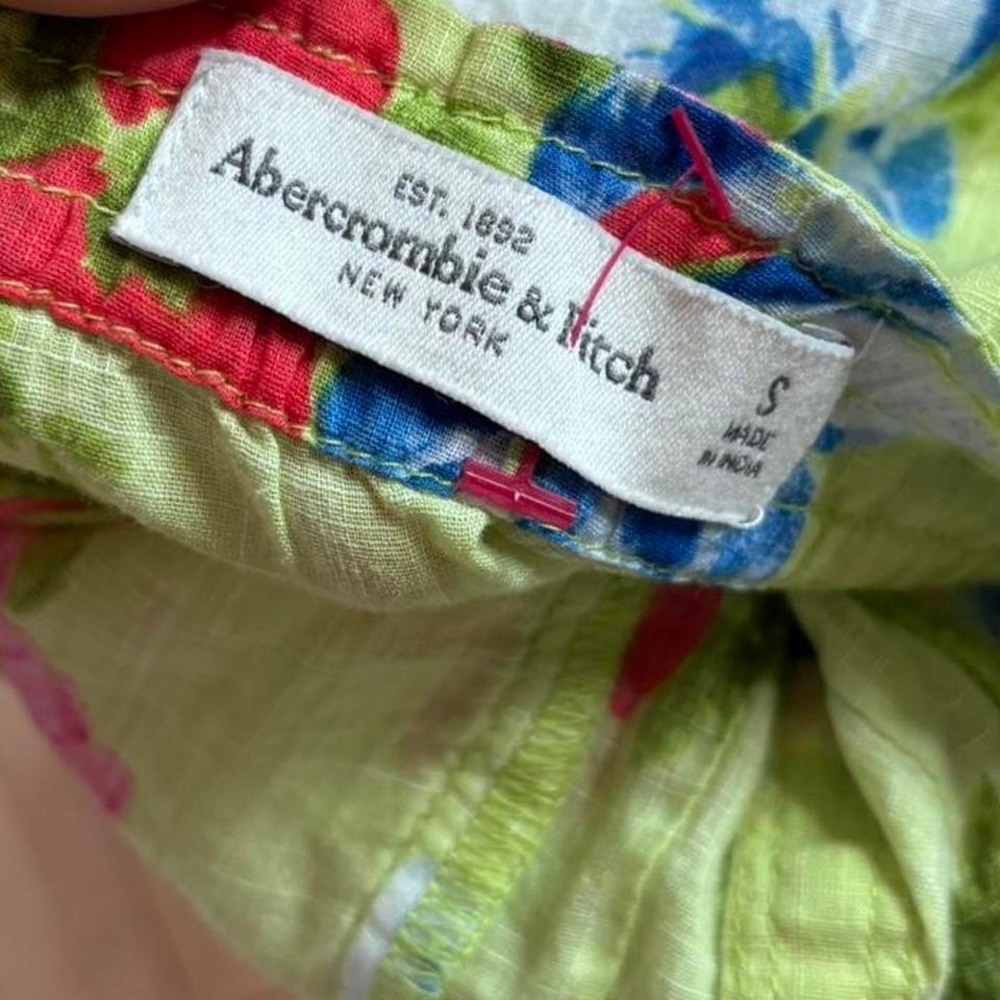 EST. 1892
Abercrombie & Fitch
NEW YORK
S
MADE
IN INDIA